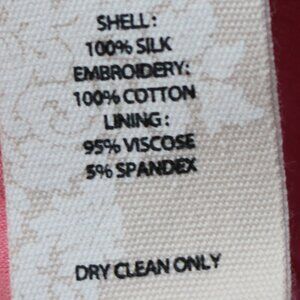 SHELL:
100% SILK
EMBROIDERY:
100% COTTON
LINING:
95% VISCOSE
5% SPANDEX
DRY CLEAN ONLY